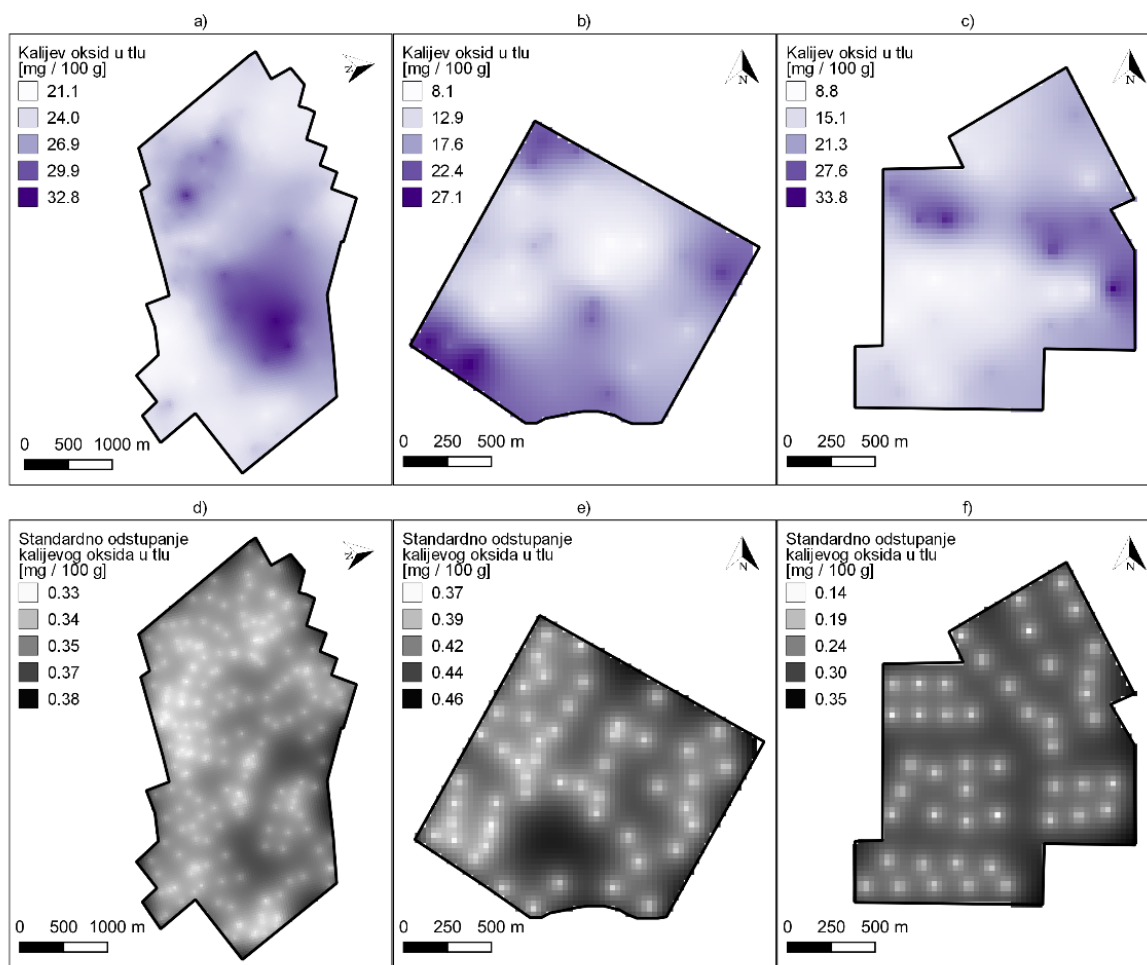 a)
Kalijev oksid u tlu
[mg / 100 g]
21.1
24.0
26.9
29.9
32.8
N
0 500 1000 m
b)
Kalijev oksid u tlu
[mg / 100 g]
8.1
12.9
17.6
22.4
27.1
N
0 250 500 m
c)
Kalijev oksid u tlu
[mg / 100 g]
8.8
15.1
21.3
27.6
33.8
N
0 250 500 m
d)
Standardno odstupanje
kalijevog oksida u tlu
[mg / 100 g]
0.33
0.34
0.35
0.37
0.38
N
0 500 1000 m
e)
Standardno odstupanje
kalijevog oksida u tlu
[mg / 100 g]
0.37
0.39
0.42
0.44
0.46
N
0 250 500 m
f)
Standardno odstupanje
kalijevog oksida u tlu
[mg / 100 g]
0.14
0.19
0.24
0.30
0.35
N
0 250 500 m